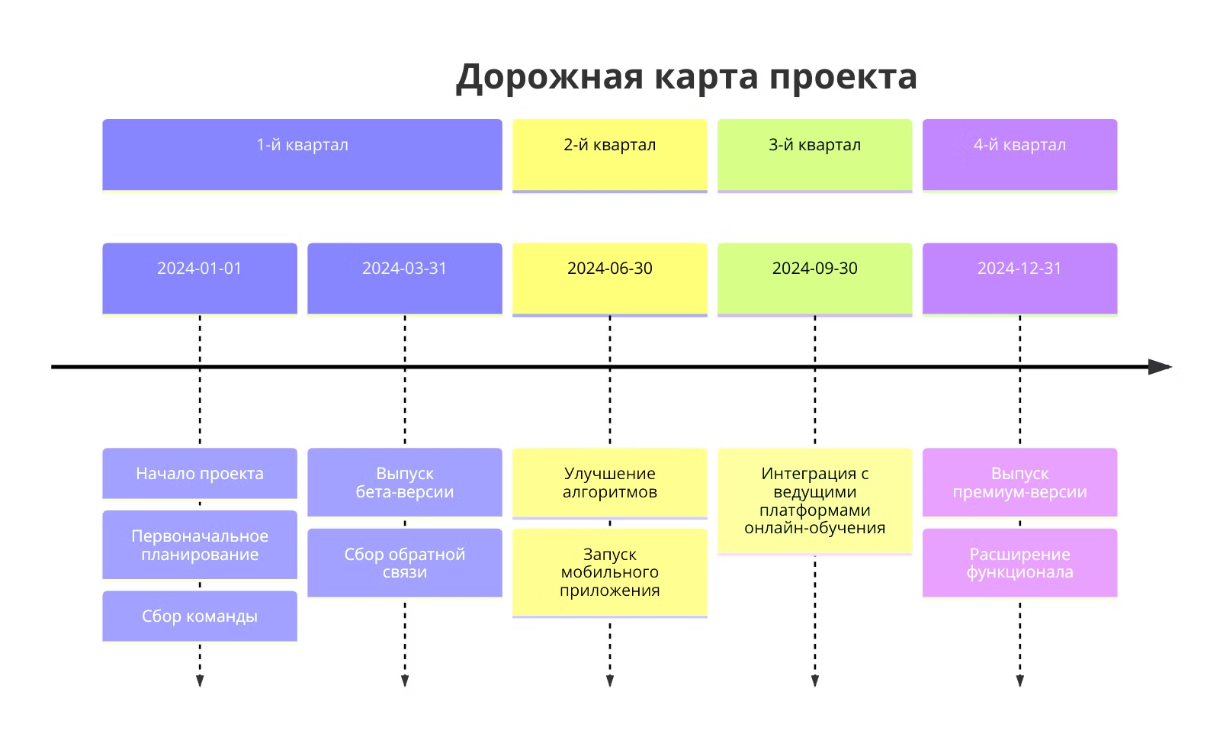 Дорожная карта проекта
1-й квартал
2-й квартал
3-й квартал
4-й квартал
2024-01-01
2024-03-31
2024-06-30
2024-09-30
2024-12-31
Начало проекта
Первоначальное
планирование
Сбор команды
Выпуск
бета-версии
Сбор обратной
связи
Улучшение
алгоритмов
Запуск
мобильного
приложения
Интеграция с
ведущими
платформами
онлайн-обучения
Выпуск
премиум-версии
Расширение
функционала